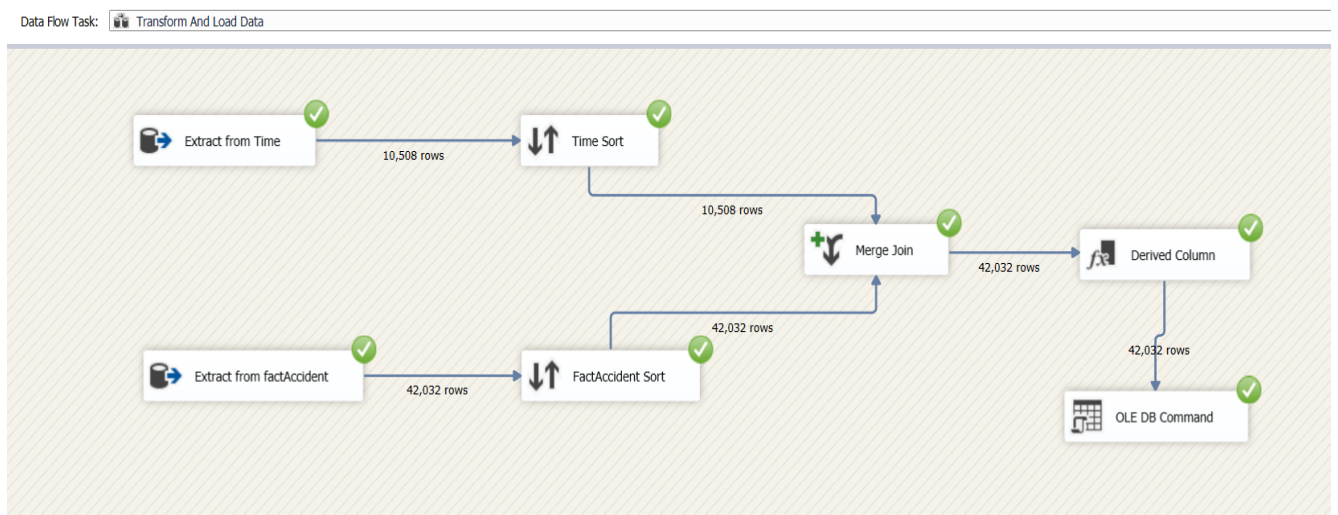 Data Flow Task: Transform And Load Data
Extract from Time
10,508 rows
Time Sort
10,508 rows
Merge Join
42,032 rows
Derived Column
42,032 rows
Extract from factAccident
42,032 rows
FactAccident Sort
42,032 rows
OLE DB Command